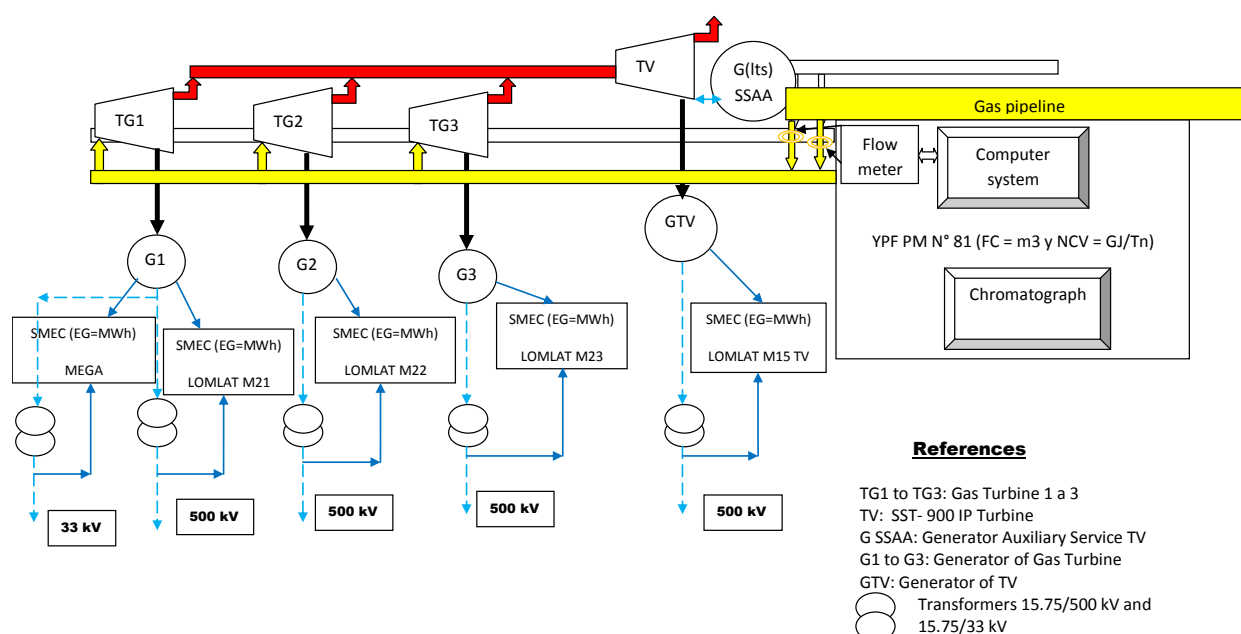 TV
G(lts)
SSAA
Gas pipeline
TG1
TG2
TG3
Flow
meter
Computer
system
YPF PM N° 81 (FC = m3 y NCV = GJ/Tn)
Chromatograph
G1
G2
G3
GTV
SMEC (EG=MWh)
MEGA
SMEC (EG=MWh)
LOMLAT M21
SMEC (EG=MWh)
LOMLAT M22
SMEC (EG=MWh)
LOMLAT M23
SMEC (EG=MWh)
LOMLAT M15 TV
33 kV
500 kV
500 kV
500 kV
500 kV
References
TG1 to TG3: Gas Turbine 1 a 3
TV: SST- 900 IP Turbine
G SSAA: Generator Auxiliary Service TV
G1 to G3: Generator of Gas Turbine
GTV: Generator of TV
Transformers 15.75/500 kV and
15.75/33 kV